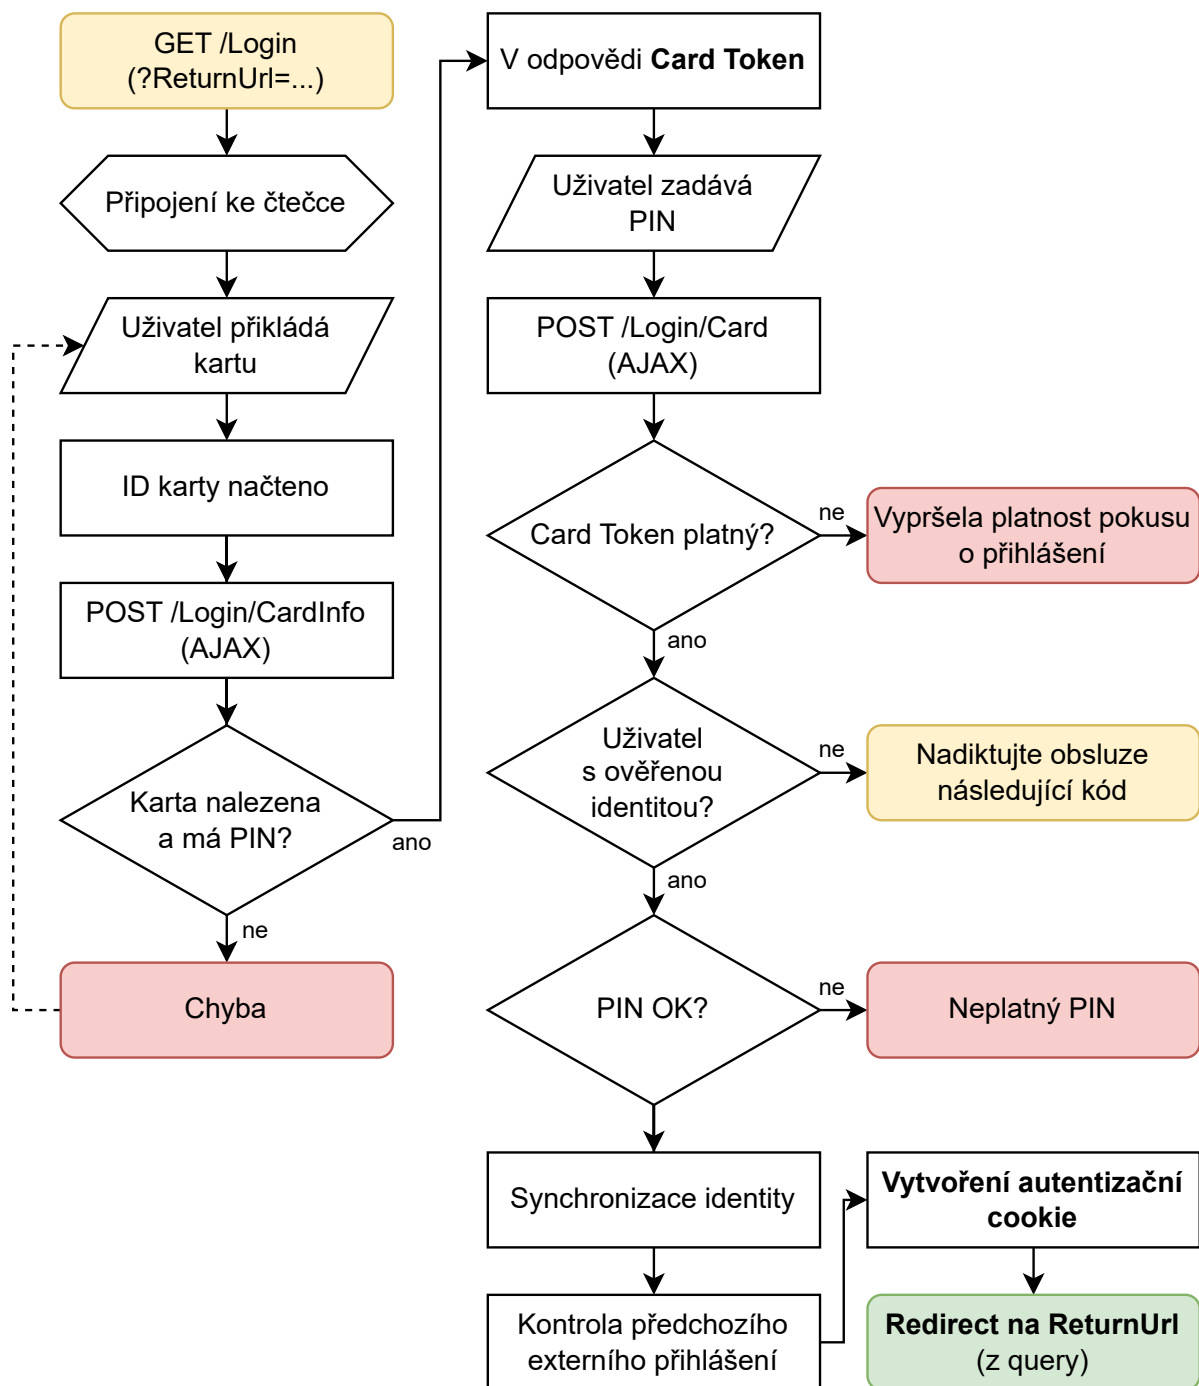 GET /Login
(?ReturnUrl=...)
Připojení ke čtečce
Uživatel přikládá
kartu
ID karty načteno
POST /Login/CardInfo
(AJAX)
Karta nalezena
a má PIN?
ano
ne
Chyba
V odpovědi Card Token
Uživatel zadává
PIN
POST /Login/Card
(AJAX)
Card Token platný?
ne
Vypršela platnost pokusu
o přihlášení
ano
Uživatel
s ověřenou
identitou?
ne
Nadiktujte obsluze
následující kód
ano
PIN OK?
ne
Neplatný PIN
Synchronizace identity
Kontrola předchozího
externího přihlášení
Vytvoření autentizační
cookie
Redirect na ReturnUrl
(z query)